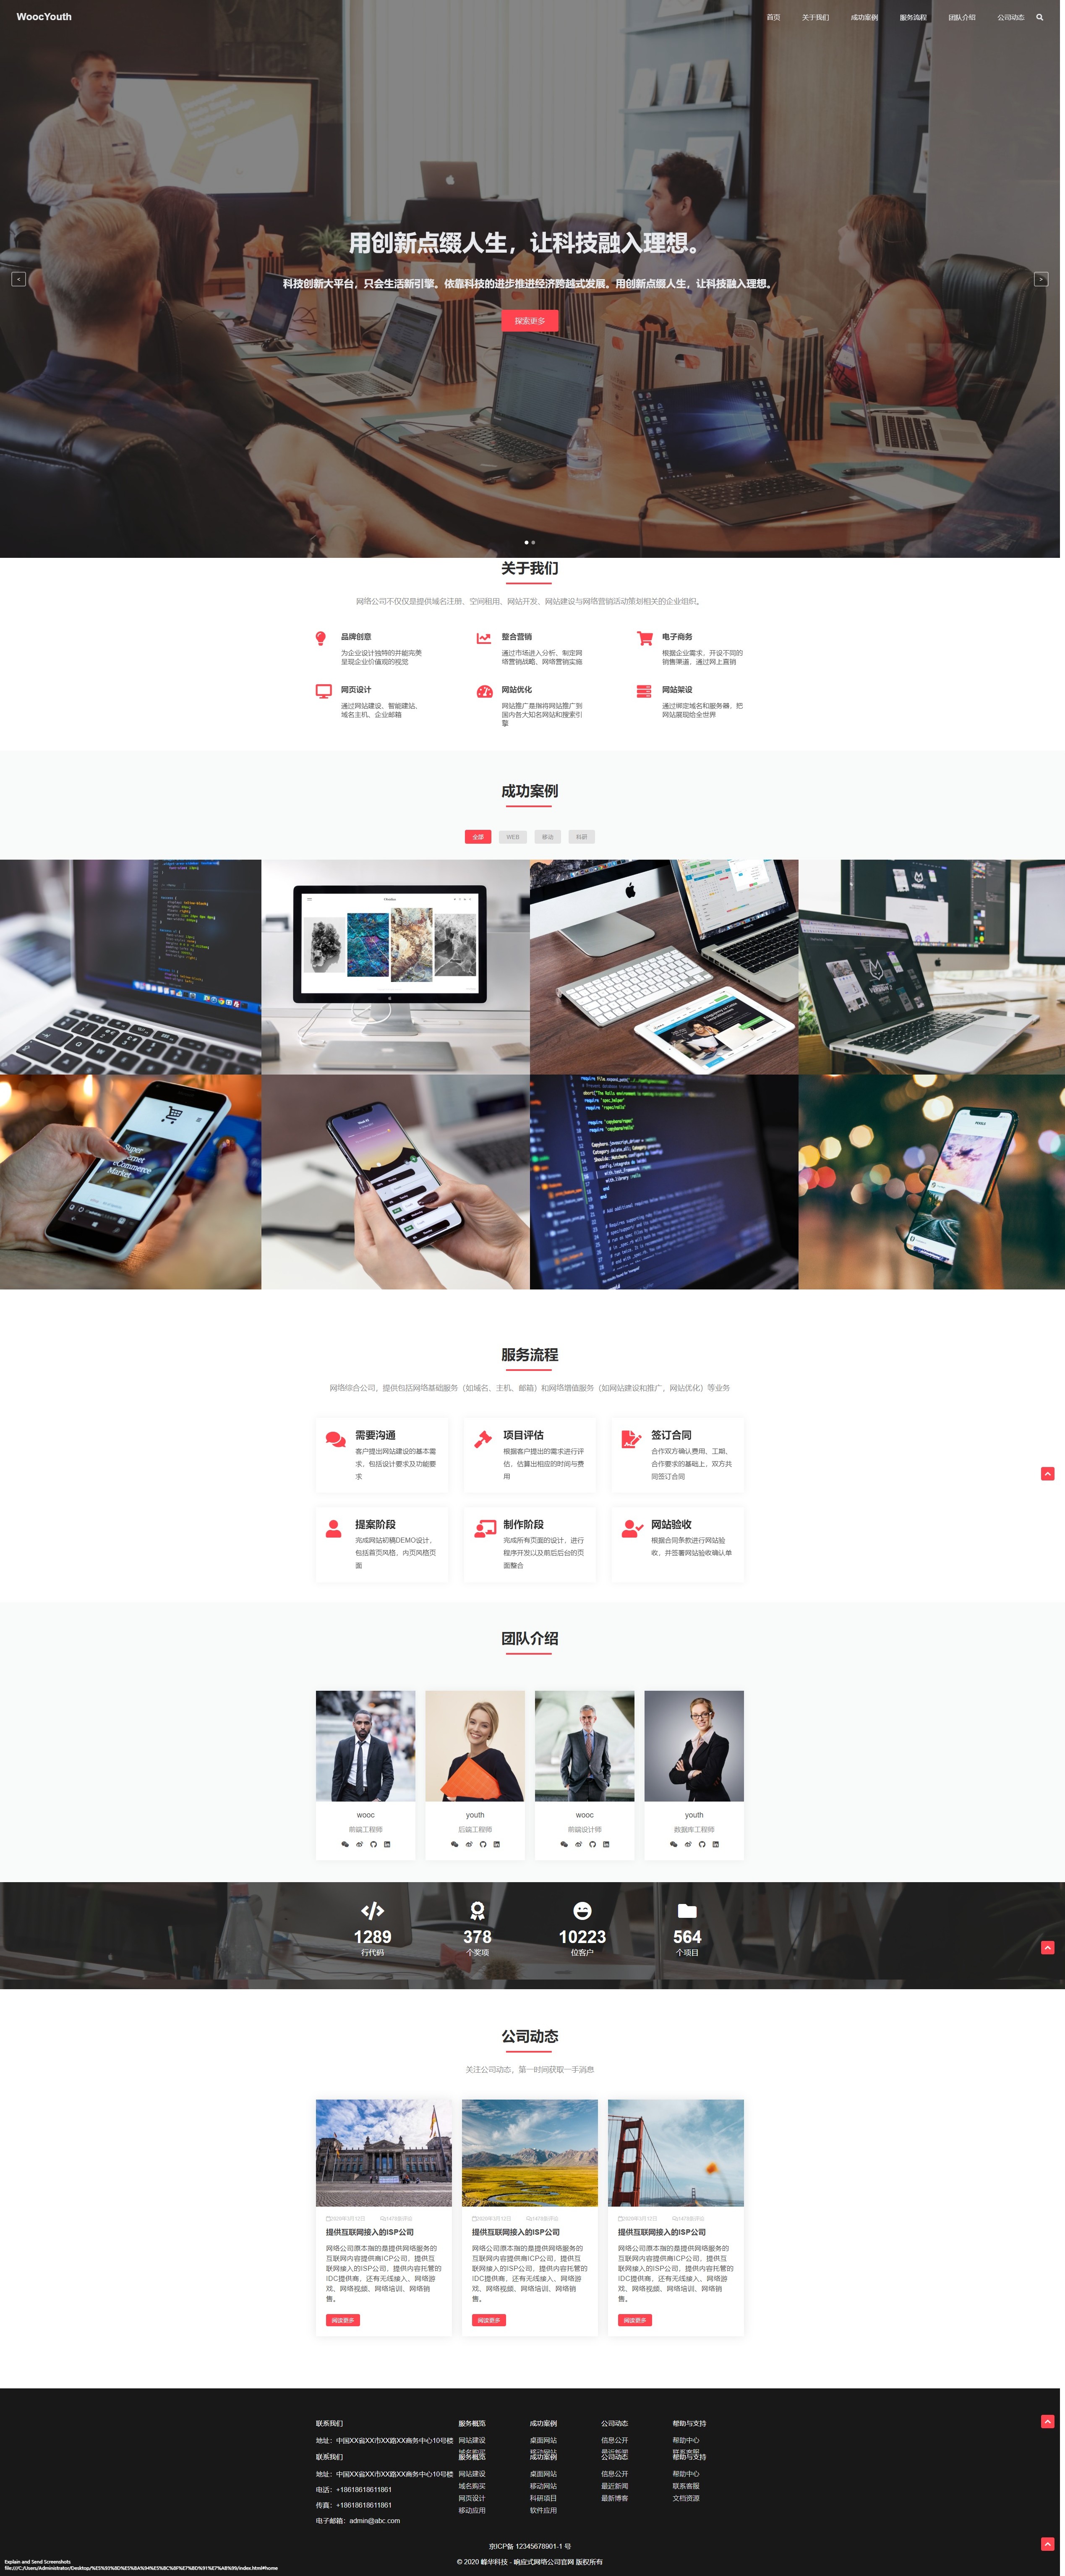 WoocYouth
首页 关于我们 成功案例 服务流程 团队介绍 公司动态
用创新点缀人生，让科技融入理想。
<
>
科技创新大平台，只会生活新引擎。依靠科技的进步推进经济跨越式发展。用创新点缀人生，让科技融入理想。
探索更多
关于我们
网络公司不仅仅是提供域名注册、空间租用、网站开发、网站建设与网络营销活动策划相关的企业组织。
品牌创意
为企业设计独特的并能完美
呈现企业价值观的视觉
整合营销
通过市场进入分析、制定网
络营销战略、网络营销实施
电子商务
根据企业需求，开设不同的
销售渠道，通过网上直销
网页设计
通过网站建设、智能建站、
域名主机、企业邮箱
网站优化
网站推广是指将网站推广到
国内各大知名网站和搜索引
擎
网站架设
通过绑定域名和服务器，把
网站展现给全世界
成功案例
全部 WEB 移动 科研
Super
Internet
eCommerce
Market
服务流程
网络综合公司，提供包括网络基础服务（如域名、主机、邮箱）和网络增值服务（如网站建设和推广，网站优化）等业务
需要沟通
客户提出网站建设的基本需
求，包括设计要求及功能要
求
项目评估
根据客户提出的需求进行评
估，估算出相应的时间与费
用
签订合同
合作双方确认费用、工期、
合作要求的基础上，双方共
同签订合同
提案阶段
完成网站初稿DEMO设计，
包括首页风格，内页风格页
面
制作阶段
完成所有页面的设计，进行
程序开发以及前后后台的页
面整合
网站验收
根据合同条款进行网站验
收，并签署网站验收确认单
团队介绍
wooc
前端工程师
youth
后端工程师
wooc
前端设计师
youth
数据库工程师
1289
行代码
378
个奖项
10223
位客户
564
个项目
公司动态
关注公司动态，第一时间获取一手消息
提供互联网接入的ISP公司
网络公司原本指的是提供网络服务的
互联网内容提供商ICP公司，提供互
联网接入的ISP公司，提供内容托管的
IDC提供商，还有无线接入、网络游
戏、网络视频、网络培训、网络销
售。
阅读更多
提供互联网接入的ISP公司
网络公司原本指的是提供网络服务的
互联网内容提供商ICP公司，提供互
联网接入的ISP公司，提供内容托管的
IDC提供商，还有无线接入、网络游
戏、网络视频、网络培训、网络销
售。
阅读更多
提供互联网接入的ISP公司
网络公司原本指的是提供网络服务的
互联网内容提供商ICP公司，提供互
联网接入的ISP公司，提供内容托管的
IDC提供商，还有无线接入、网络游
戏、网络视频、网络培训、网络销
售。
阅读更多
联系我们 服务概览 成功案例 公司动态 帮助与支持
地址：中国XX省XX市XX路XX商务中心10号楼 网站建设 桌面网站 信息公开 帮助中心
域名购买 移动网站 最近新闻 联系客服
联系我们 服务概览 成功案例 公司动态 帮助与支持
地址：中国XX省XX市XX路XX商务中心10号楼 网站建设 桌面网站 信息公开 帮助中心
域名购买 移动网站 最近新闻 联系客服
电话：+18618618611861
网页设计 科研项目 最新博客 文档资源
传真：+18618618611861
移动应用 软件应用
电子邮箱：admin@abc.com
京ICP备 12345678901-1 号
© 2020 峰华科技 - 响应式网络公司官网 版权所有
Explain and Send Screenshots